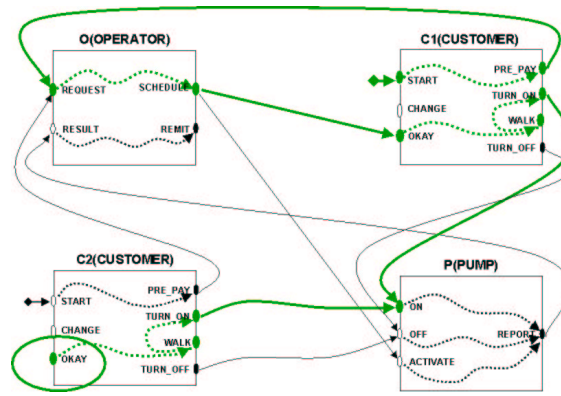 O(OPERATOR)
REQUEST
SCHEDULE
RESULT
REMIT
C1(CUSTOMER)
PRE_PAY
START
TURN_ON
CHANGE
WALK
OKAY
TURN_OFF
C2(CUSTOMER)
PRE_PAY
START
TURN_ON
CHANGE
WALK
OKAY
TURN_OFF
P(PUMP)
ON
OFF
REPORT
ACTIVATE